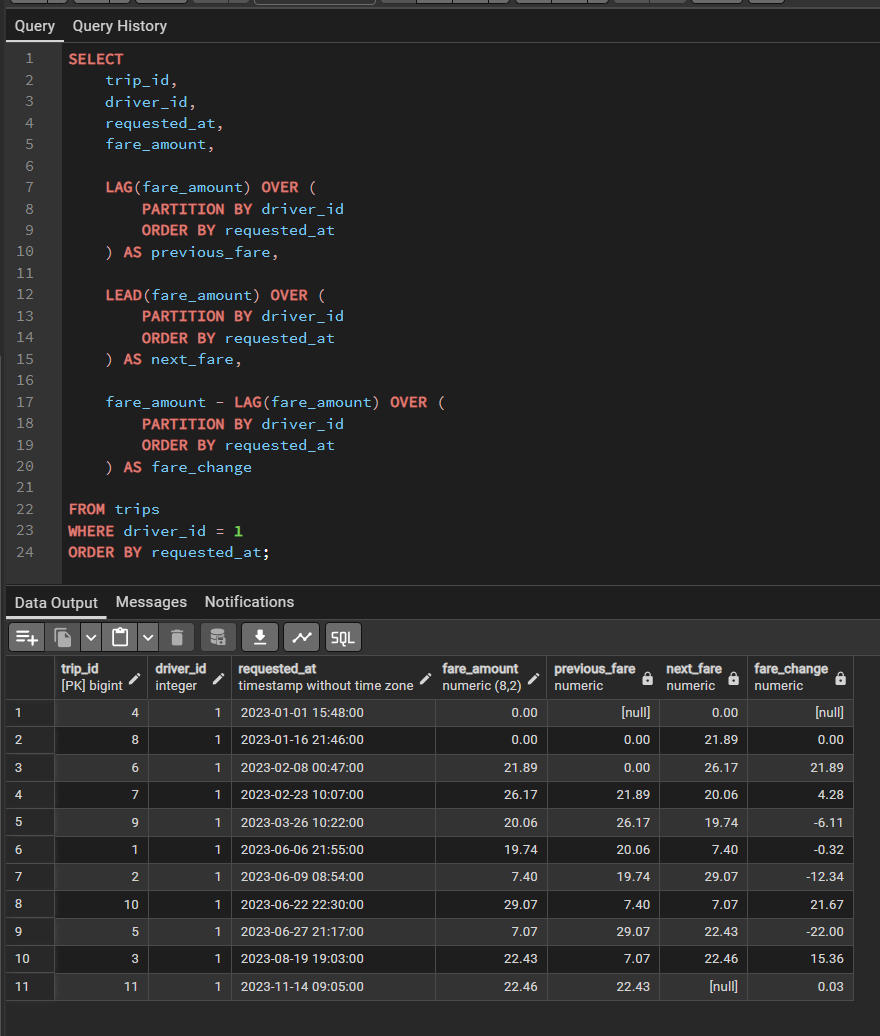 Query Query History
1 SELECT
2 trip_id,
3 driver_id,
4 requested_at,
5 fare_amount,
6
7 LAG(fare_amount) OVER (
8 PARTITION BY driver_id
9 ORDER BY requested_at
10 ) AS previous_fare,
11
12 LEAD(fare_amount) OVER (
13 PARTITION BY driver_id
14 ORDER BY requested_at
15 ) AS next_fare,
16
17 fare_amount - LAG(fare_amount) OVER (
18 PARTITION BY driver_id
19 ORDER BY requested_at
20 ) AS fare_change
21
22 FROM trips
23 WHERE driver_id = 1
24 ORDER BY requested_at;
Data Output Messages Notifications
SQL
trip_id driver_id requested_at fare_amount previous_fare next_fare fare_change
[PK] bigint integer timestamp without time zone numeric (8,2) numeric numeric numeric
1 4 1 2023-01-01 15:48:00 0.00 [null] 0.00 [null]
2 8 1 2023-01-16 21:46:00 0.00 0.00 21.89 0.00
3 6 1 2023-02-08 00:47:00 21.89 0.00 26.17 21.89
4 7 1 2023-02-23 10:07:00 26.17 21.89 20.06 4.28
5 9 1 2023-03-26 10:22:00 20.06 26.17 19.74 -6.11
6 1 1 2023-06-06 21:55:00 19.74 20.06 7.40 -0.32
7 2 1 2023-06-09 08:54:00 7.40 19.74 29.07 -12.34
8 10 1 2023-06-22 22:30:00 29.07 7.40 7.07 21.67
9 5 1 2023-06-27 21:17:00 7.07 29.07 22.43 -22.00
10 3 1 2023-08-19 19:03:00 22.43 7.07 22.46 15.36
11 11 1 2023-11-14 09:05:00 22.46 22.43 [null] 0.03